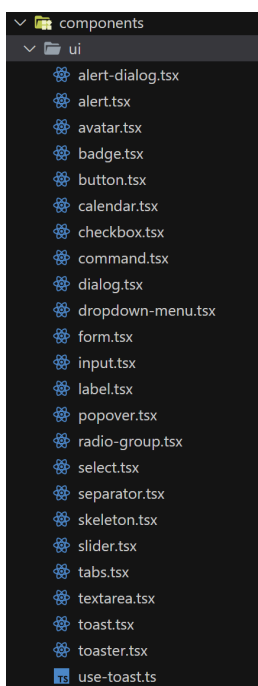 components
ui
alert-dialog.tsx
alert.tsx
avatar.tsx
badge.tsx
button.tsx
calendar.tsx
checkbox.tsx
command.tsx
dialog.tsx
dropdown-menu.tsx
form.tsx
input.tsx
label.tsx
popover.tsx
radio-group.tsx
select.tsx
separator.tsx
skeleton.tsx
slider.tsx
tabs.tsx
textarea.tsx
toast.tsx
toaster.tsx
TS use-toast.ts